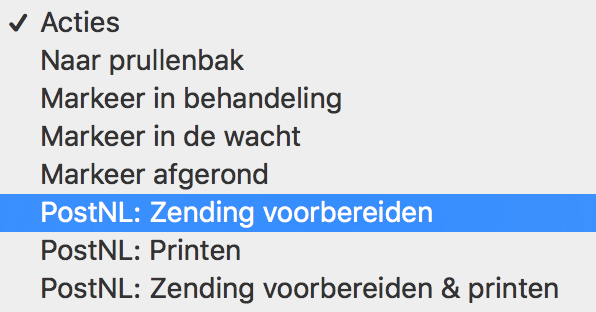 Acties
Naar prullenbak
Markeer in behandeling
Markeer in de wacht
Markeer afgerond
PostNL: Zending voorbereiden
PostNL: Printen
PostNL: Zending voorbereiden & printen